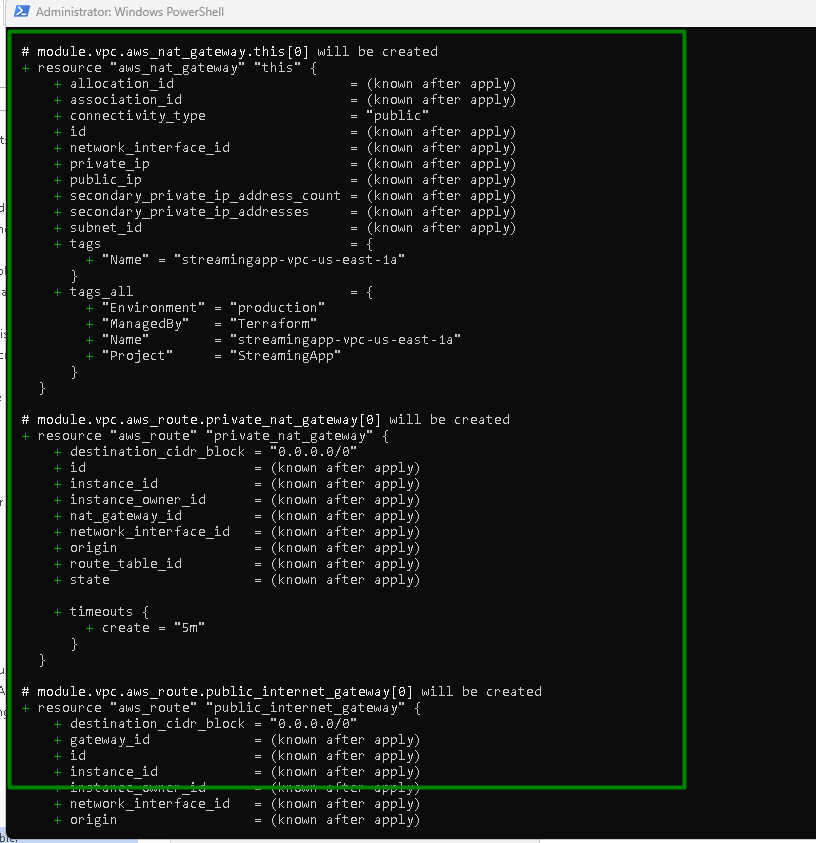 Administrator: Windows PowerShell
# module.vpc.aws_nat_gateway.this[0] will be created
+ resource "aws_nat_gateway" "this" {
+ allocation_id = (known after apply)
+ association_id = (known after apply)
+ connectivity_type = "public"
+ id = (known after apply)
+ network_interface_id = (known after apply)
+ private_ip = (known after apply)
+ public_ip = (known after apply)
+ secondary_private_ip_address_count = (known after apply)
+ secondary_private_ip_addresses = (known after apply)
+ subnet_id = (known after apply)
+ tags = {
+ "Name" = "streamingapp-vpc-us-east-1a"
}
+ tags_all = {
+ "Environment" = "production"
+ "ManagedBy" = "Terraform"
+ "Name" = "streamingapp-vpc-us-east-1a"
+ "Project" = "StreamingApp"
}
}
# module.vpc.aws_route.private_nat_gateway[0] will be created
+ resource "aws_route" "private_nat_gateway" {
+ destination_cidr_block = "0.0.0.0/0"
+ id = (known after apply)
+ instance_id = (known after apply)
+ instance_owner_id = (known after apply)
+ nat_gateway_id = (known after apply)
+ network_interface_id = (known after apply)
+ origin = (known after apply)
+ route_table_id = (known after apply)
+ state = (known after apply)
+ timeouts {
+ create = "5m"
}
}
# module.vpc.aws_route.public_internet_gateway[0] will be created
+ resource "aws_route" "public_internet_gateway" {
+ destination_cidr_block = "0.0.0.0/0"
+ gateway_id = (known after apply)
+ id = (known after apply)
+ instance_id = (known after apply)
+ instance_owner_id = (known after apply)
+ network_interface_id = (known after apply)
+ origin = (known after apply)